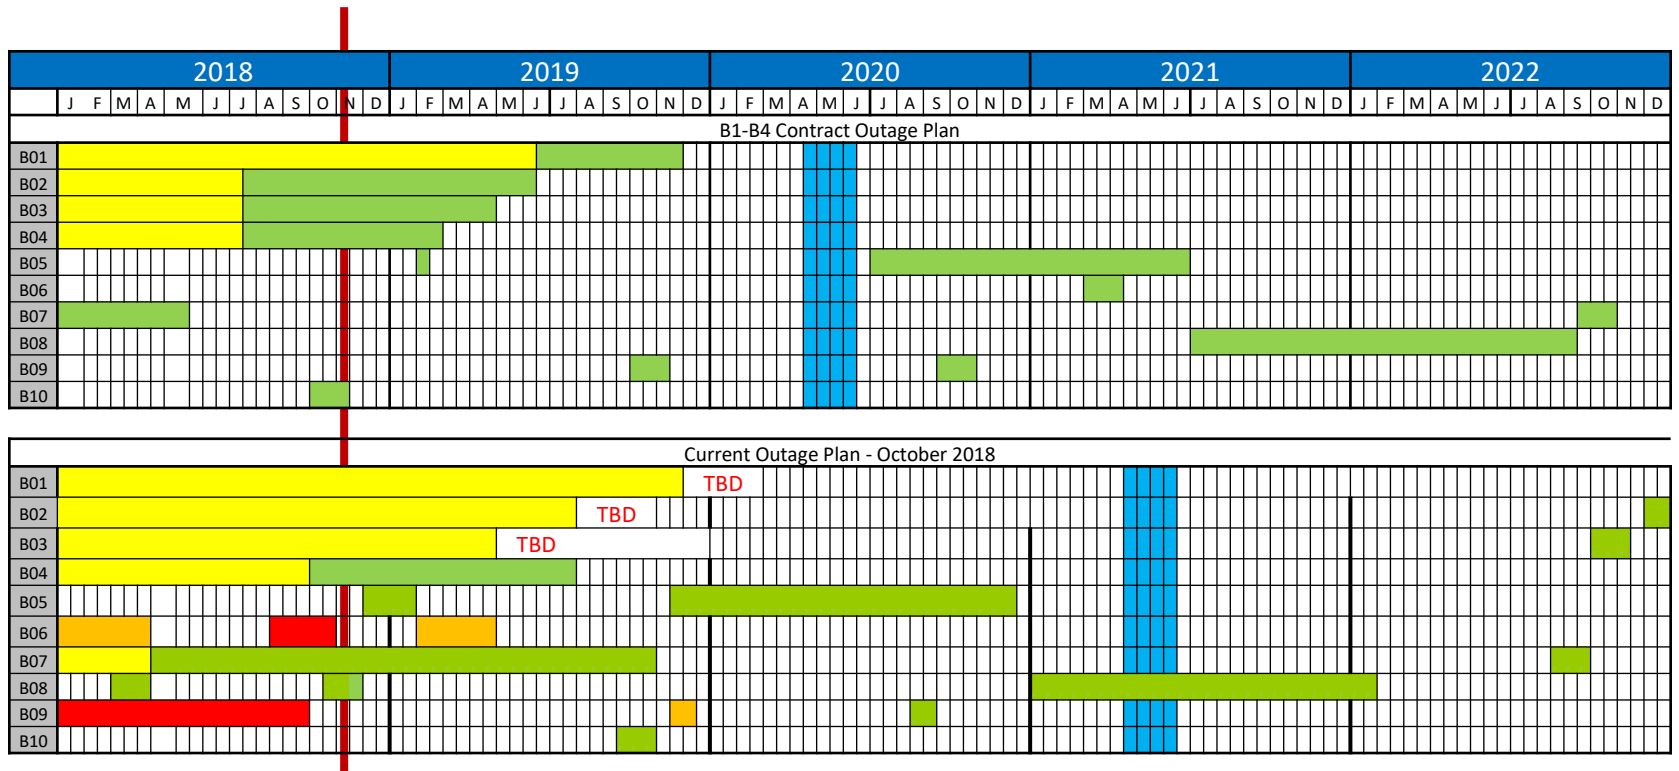 2018 2019 2020 2021 2022
J F M A M J J A S O N D J F M A M J J A S O N D J F M A M J J A S O N D J F M A M J J A S O N D J F M A M J J A S O N D
B1-B4 Contract Outage Plan
B01
B02
B03
B04
B05
B06
B07
B08
B09
B10
Current Outage Plan - October 2018
B01 TBD
B02 TBD
B03 TBD
B04
B05
B06
B07
B08
B09
B10